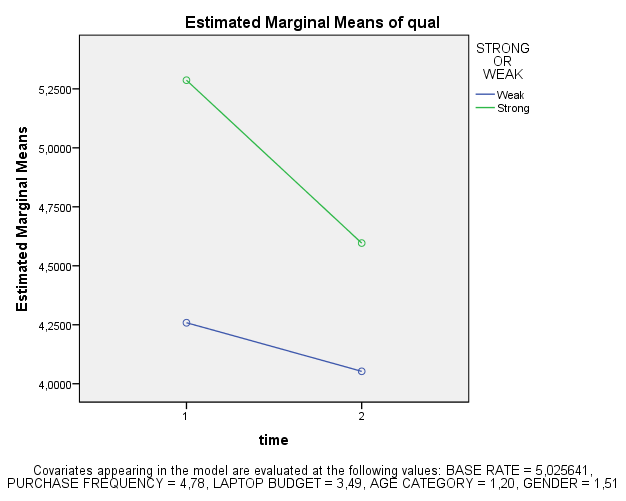 Estimated Marginal Means of qual
STRONG
OR
WEAK
Weak
Strong
Estimated Marginal Means
5,2500
5,0000
4,7500
4,5000
4,2500
4,0000
1
2
time
Covariates appearing in the model are evaluated at the following values: BASE RATE = 5,025641,
PURCHASE FREQUENCY = 4,78, LAPTOP BUDGET = 3,49, AGE CATEGORY = 1,20, GENDER = 1,51